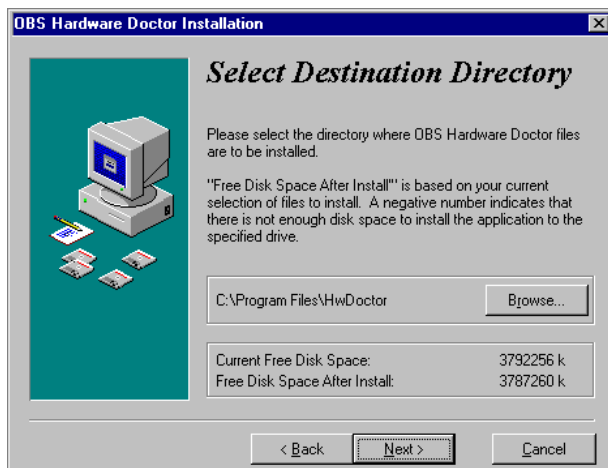 OBS Hardware Doctor Installation
Select Destination Directory
Please select the directory where OBS Hardware Doctor files
are to be installed.
"Free Disk Space After Install"' is based on your current
selection of files to install.  A negative number indicates that
there is not enough disk space to install the application to the
specified drive.
C:\Program Files\HwDoctor
Browse...
Current Free Disk Space: 3792256 k
Free Disk Space After Install: 3787260 k
< Back
Next >
Cancel